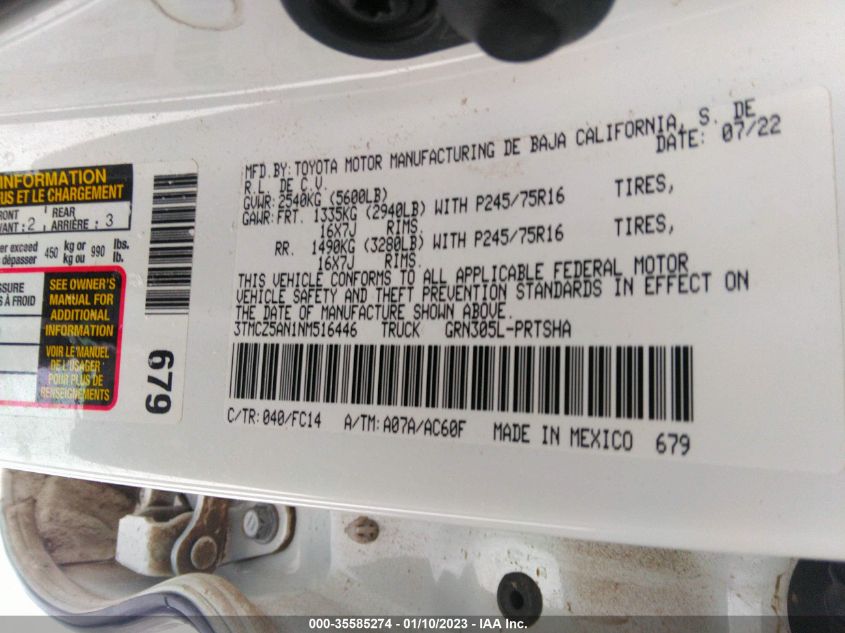 MFD. BY: TOYOTA MOTOR MANUFACTURING DE BAJA CALIFORNIA, S. DE
R.L. DE C.V. DATE: 07/22
GVWR: 2540KG (5600LB)
GAWR: FRT. 1335KG (2940LB) WITH P245/75R16 TIRES,
16X7J RIMS.
RR. 1490KG (3280LB) WITH P245/75R16 TIRES,
16X7J RIMS.
THIS VEHICLE CONFORMS TO ALL APPLICABLE FEDERAL MOTOR
VEHICLE SAFETY AND THEFT PREVENTION STANDARDS IN EFFECT ON
THE DATE OF MANUFACTURE SHOWN ABOVE.
3TMCZ5AN1NM516446 TRUCK GRN305L-PRTSHA
C/TR: 040/FC14 A/TM: A07A/AC60F MADE IN MEXICO 679
INFORMATION
ET LE CHARGEMENT
REAR
: 2 ARRIÈRE : 3
exceed 450 kg or 990 lbs.
dépasser kg ou lb.
À FROID
SEE OWNER'S
MANUAL FOR
ADDITIONAL
INFORMATION
VOIR LE MANUEL
DE L'USAGER
POUR PLUS DE
RENSEIGNEMENTS
679
000-35585274 - 01/10/2023 - IAA Inc.